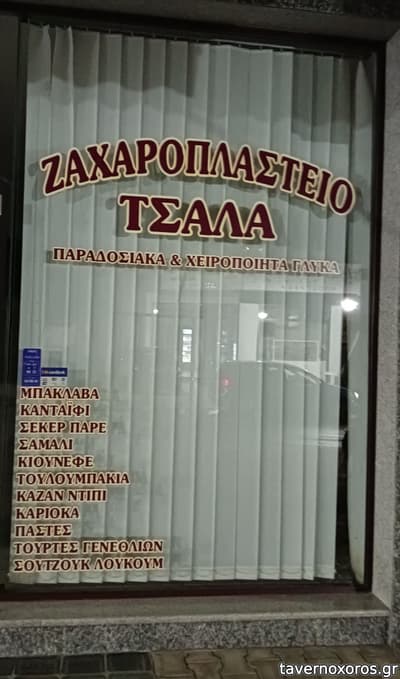 ΖΑΧΑΡΟΠΛΑΣΤΕΙΟ
ΤΣΑΛΑ
ΠΑΡΑΔΟΣΙΑΚΑ & ΧΕΙΡΟΠΟΙΗΤΑ ΓΛΥΚΑ
ΜΠΑΚΛΑΒΑ
ΚΑΝΤΑΪΦΙ
ΣΕΚΕΡ ΠΑΡΕ
ΣΑΜΑΛΙ
ΚΙΟΥΝΕΦΕ
ΤΟΥΛΟΥΜΠΑΚΙΑ
ΚΑΖΑΝ ΝΤΙΠΙ
ΚΑΡΙΟΚΑ
ΠΑΣΤΕΣ
ΤΟΥΡΤΕΣ ΓΕΝΕΘΛΙΩΝ
ΣΟΥΤΖΟΥΚ ΛΟΥΚΟΥΜ
tavernoxoros.gr